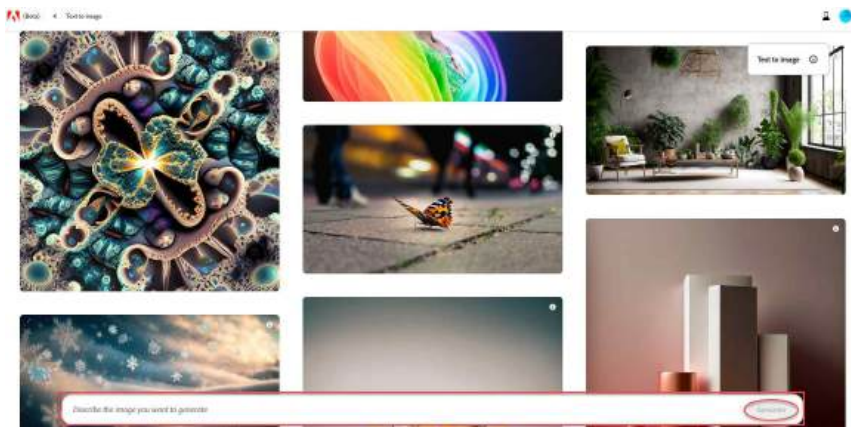 (Beta) < Text to image
Text to image
Describe the image you want to generate
Generate